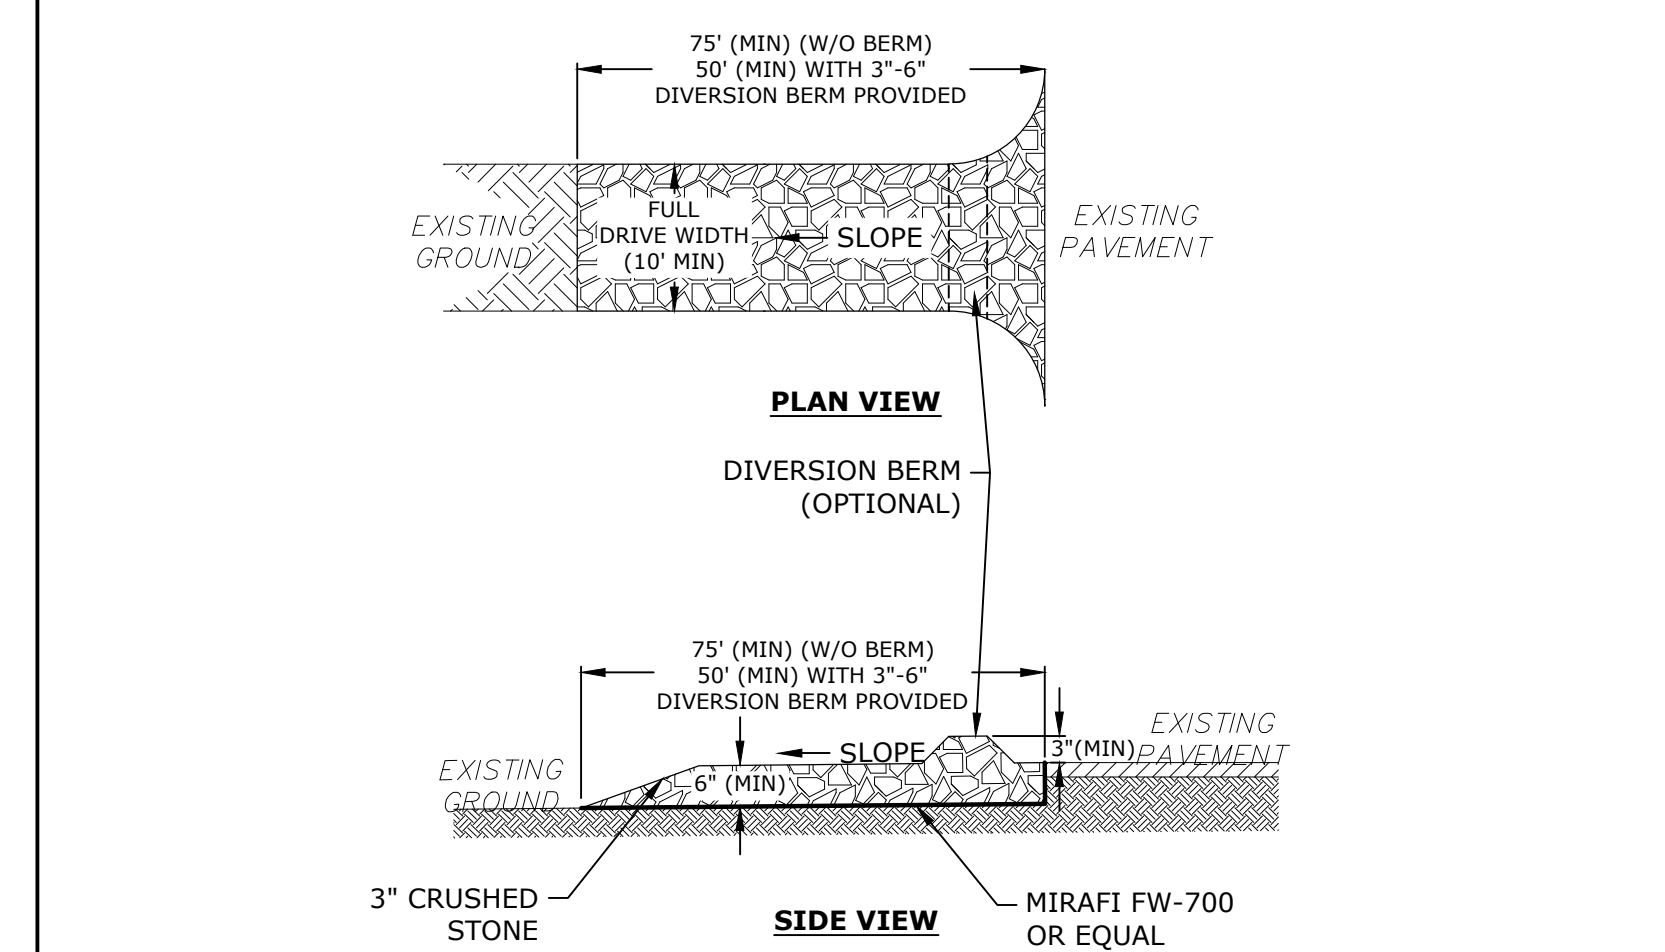 75' (MIN) (W/O BERM)
50' (MIN) WITH 3"-6"
DIVERSION BERM PROVIDED
EXISTING
GROUND
FULL
DRIVE WIDTH
(10' MIN)
SLOPE
EXISTING
PAVEMENT
PLAN VIEW
DIVERSION BERM
(OPTIONAL)
75' (MIN) (W/O BERM)
50' (MIN) WITH 3"-6"
DIVERSION BERM PROVIDED
EXISTING
GROUND
6" (MIN)
SLOPE
3"(MIN)
EXISTING
PAVEMENT
3" CRUSHED
STONE
SIDE VIEW
MIRAFI FW-700
OR EQUAL